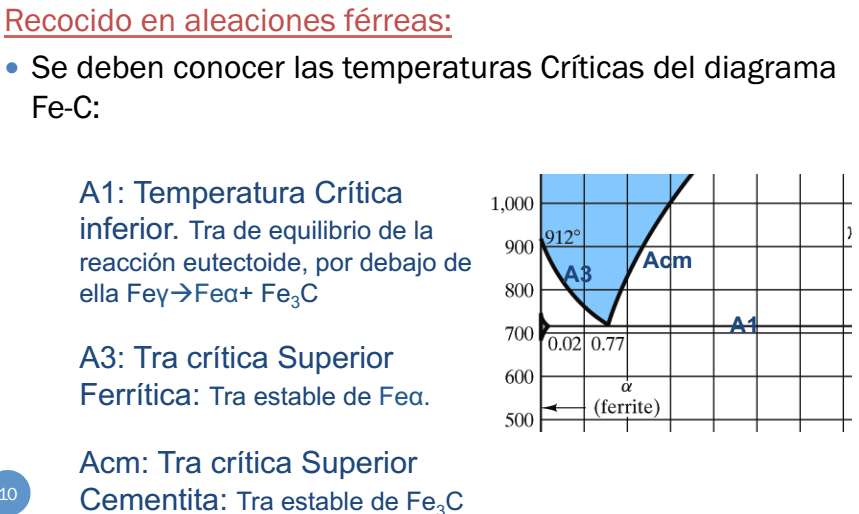 Recocido en aleaciones férreas:
• Se deben conocer las temperaturas Críticas del diagrama
Fe-C:
A1: Temperatura Crítica
inferior. Tra de equilibrio de la
reacción eutectoide, por debajo de
ella Feγ→Feα+ Fe₃C
A3: Tra crítica Superior
Ferrítica: Tra estable de Feα.
Acm: Tra crítica Superior
Cementita: Tra estable de Fe₃C
10
1,000
912°
900
A3
Acm
800
A1
700
0.02
0.77
600
α
(ferrite)
500